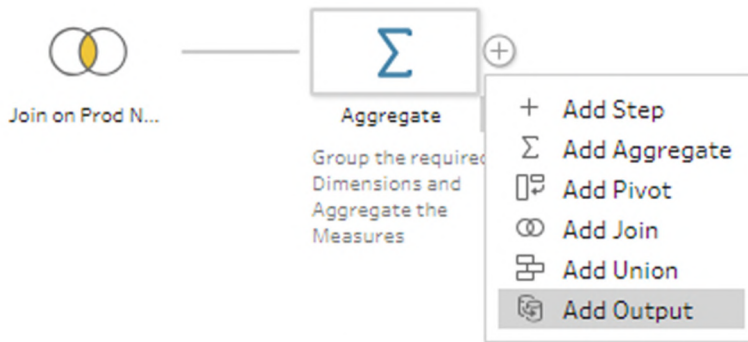 Join on Prod N...
Aggregate
Group the required
Dimensions and
Aggregate the
Measures
Add Step
Add Aggregate
Add Pivot
Add Join
Add Union
Add Output